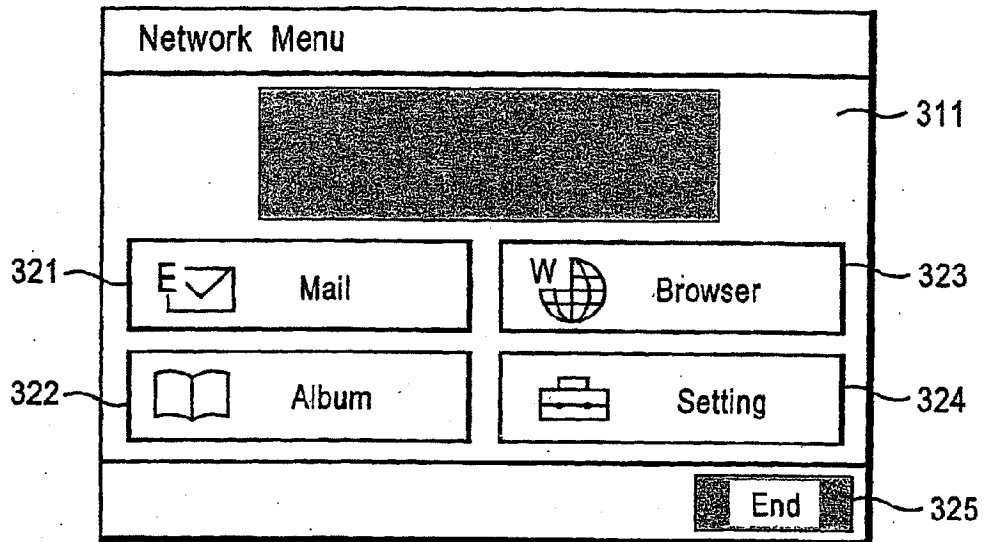 Network Menu
311
321
E
Mail
W
Browser
323
322
Album
Setting
324
End
325